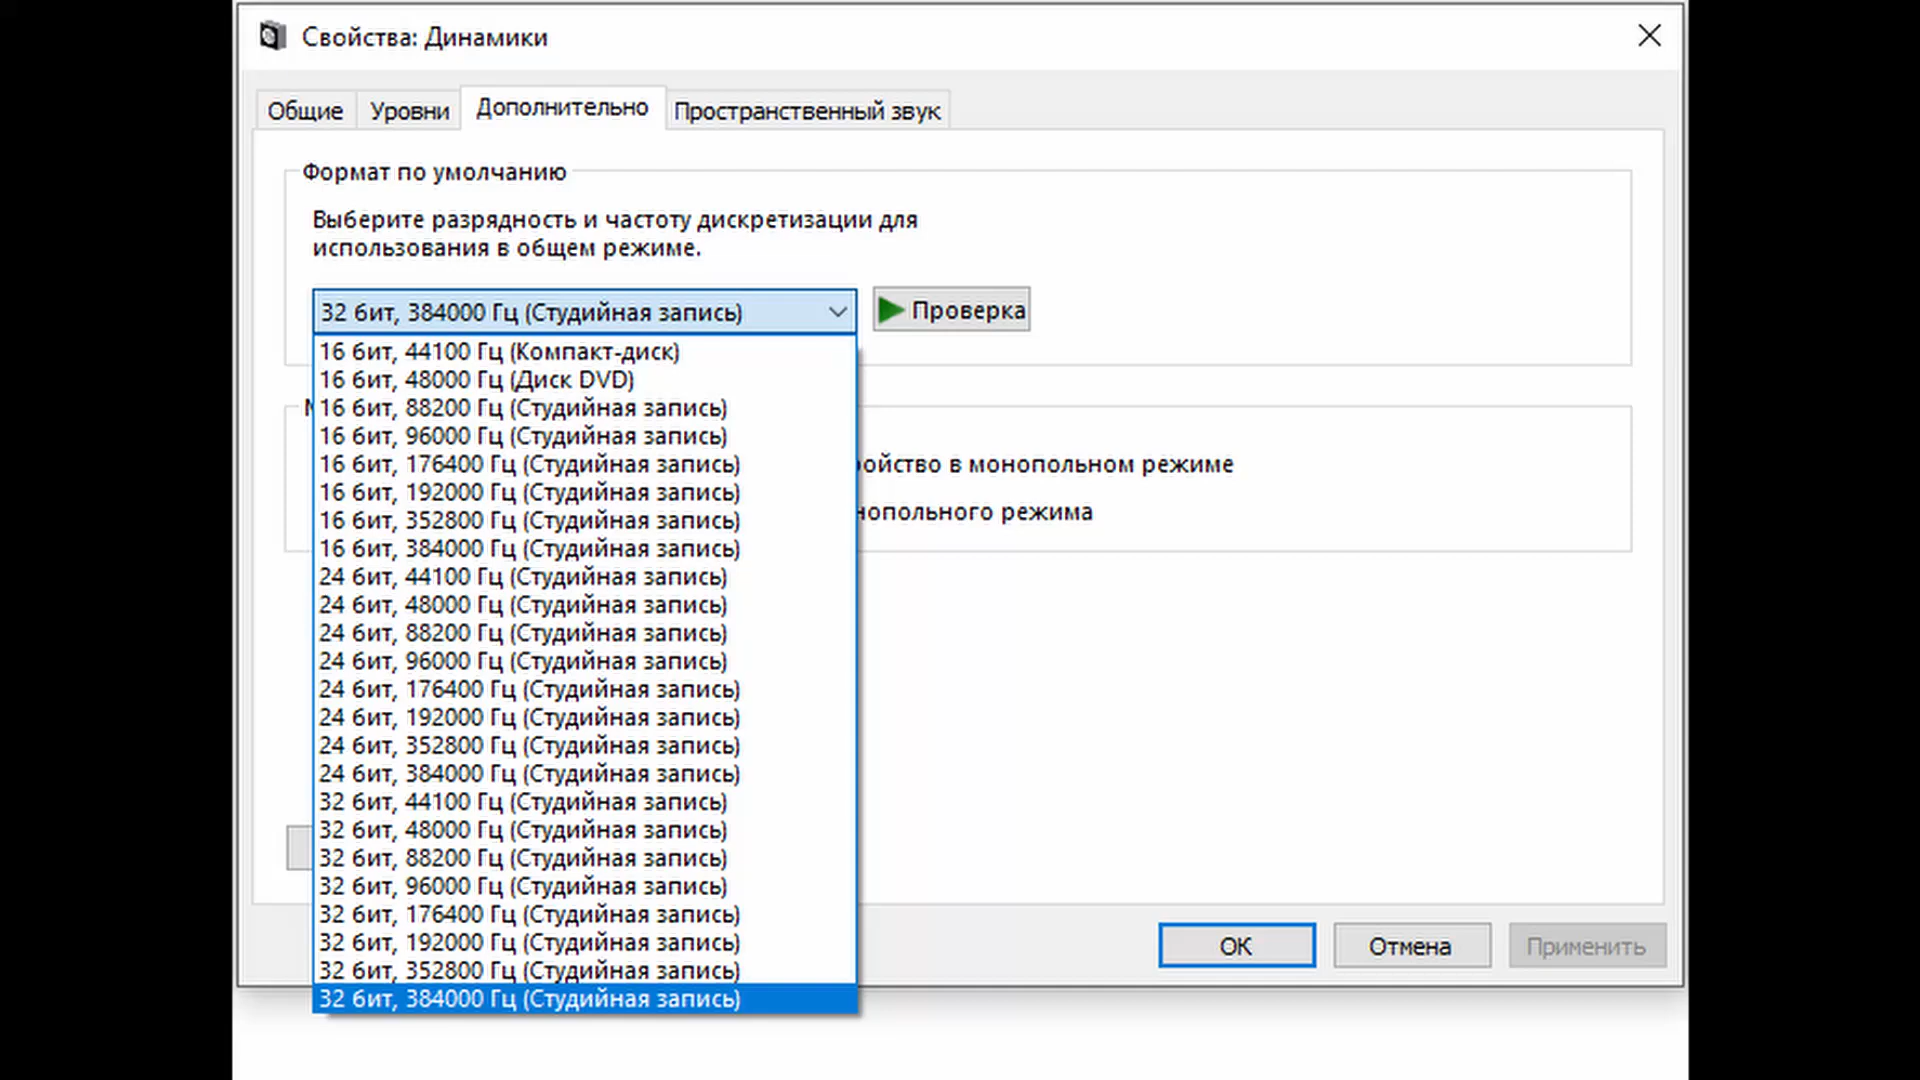 Свойства: Динамики
Общие
Уровни
Дополнительно
Пространственный звук
Формат по умолчанию
Выберите разрядность и частоту дискретизации для
использования в общем режиме.
32 бит, 384000 Гц (Студийная запись)
Проверка
16 бит, 44100 Гц (Компакт-диск)
16 бит, 48000 Гц (Диск DVD)
16 бит, 88200 Гц (Студийная запись)
16 бит, 96000 Гц (Студийная запись)
16 бит, 176400 Гц (Студийная запись)
16 бит, 192000 Гц (Студийная запись)
16 бит, 352800 Гц (Студийная запись)
16 бит, 384000 Гц (Студийная запись)
24 бит, 44100 Гц (Студийная запись)
24 бит, 48000 Гц (Студийная запись)
24 бит, 88200 Гц (Студийная запись)
24 бит, 96000 Гц (Студийная запись)
24 бит, 176400 Гц (Студийная запись)
24 бит, 192000 Гц (Студийная запись)
24 бит, 352800 Гц (Студийная запись)
24 бит, 384000 Гц (Студийная запись)
32 бит, 44100 Гц (Студийная запись)
32 бит, 48000 Гц (Студийная запись)
32 бит, 88200 Гц (Студийная запись)
32 бит, 96000 Гц (Студийная запись)
32 бит, 176400 Гц (Студийная запись)
32 бит, 192000 Гц (Студийная запись)
32 бит, 352800 Гц (Студийная запись)
32 бит, 384000 Гц (Студийная запись)
ойство в монопольном режиме
нопольного режима
ОК
Отмена
Применить